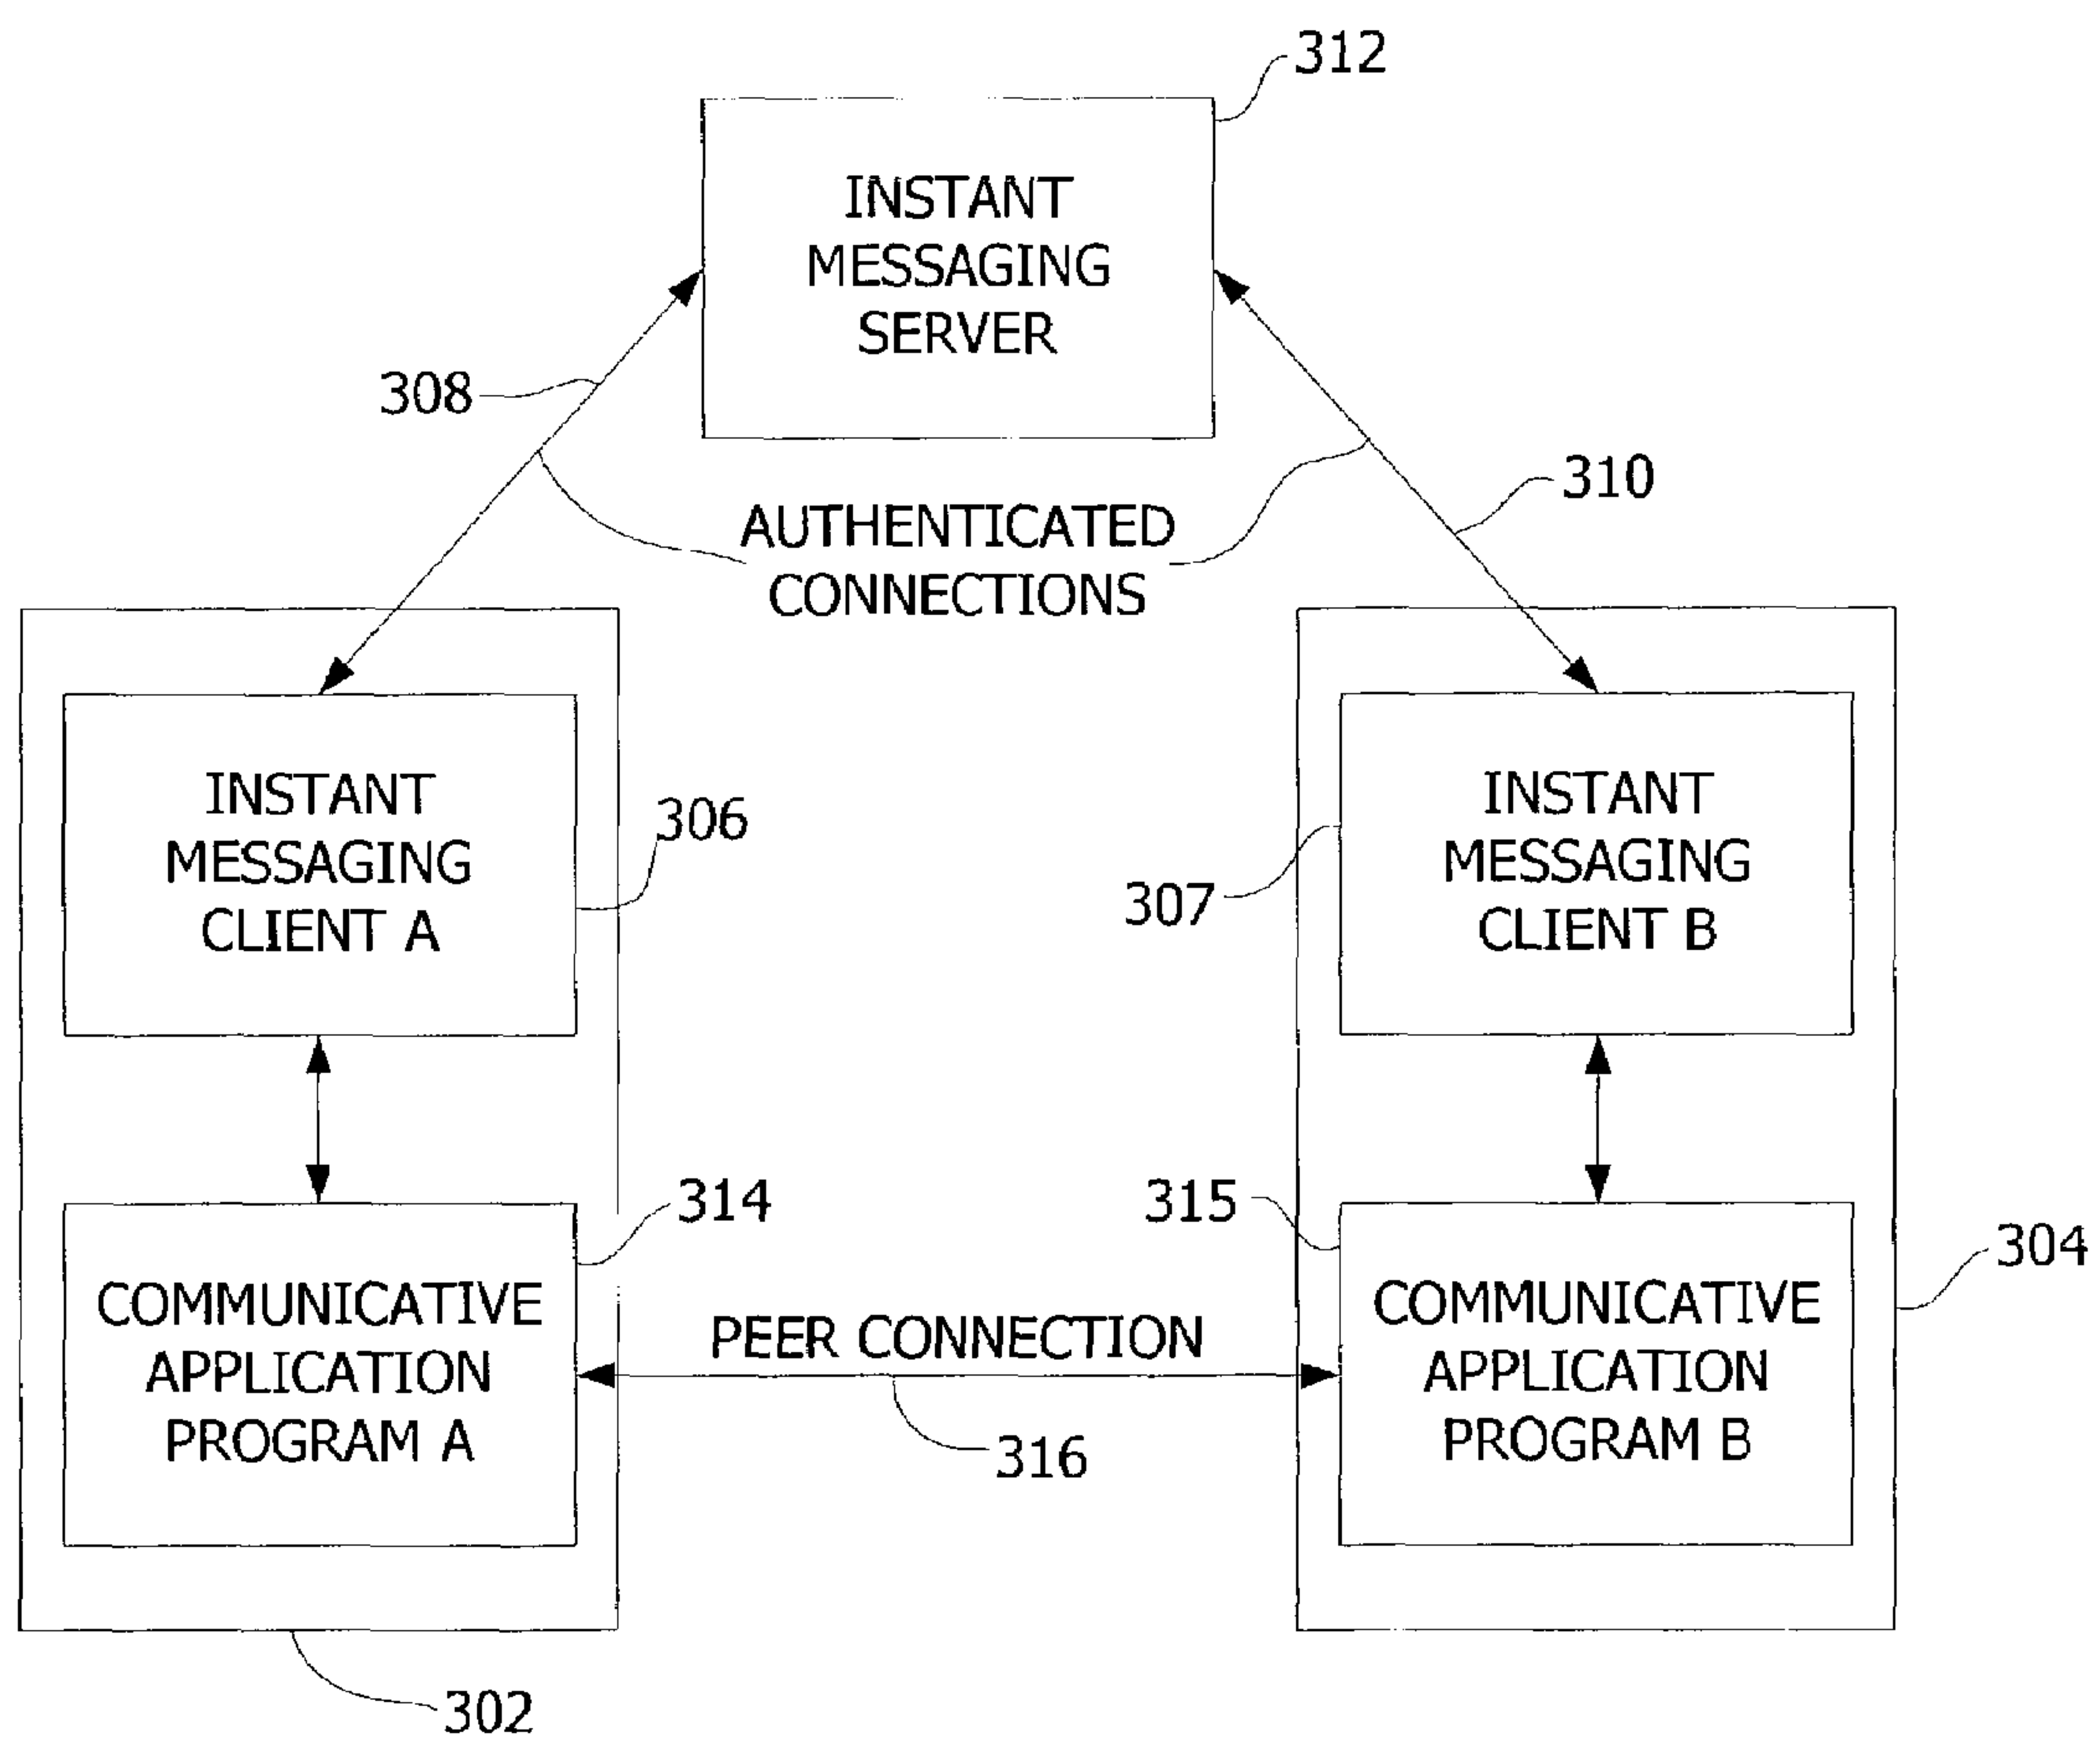 312
INSTANT
MESSAGING
SERVER
308
310
AUTHENTICATED
CONNECTIONS
INSTANT
MESSAGING
CLIENT A
306
INSTANT
MESSAGING
CLIENT B
307
314
315
304
COMMUNICATIVE
APPLICATION
PROGRAM A
PEER CONNECTION
316
COMMUNICATIVE
APPLICATION
PROGRAM B
302